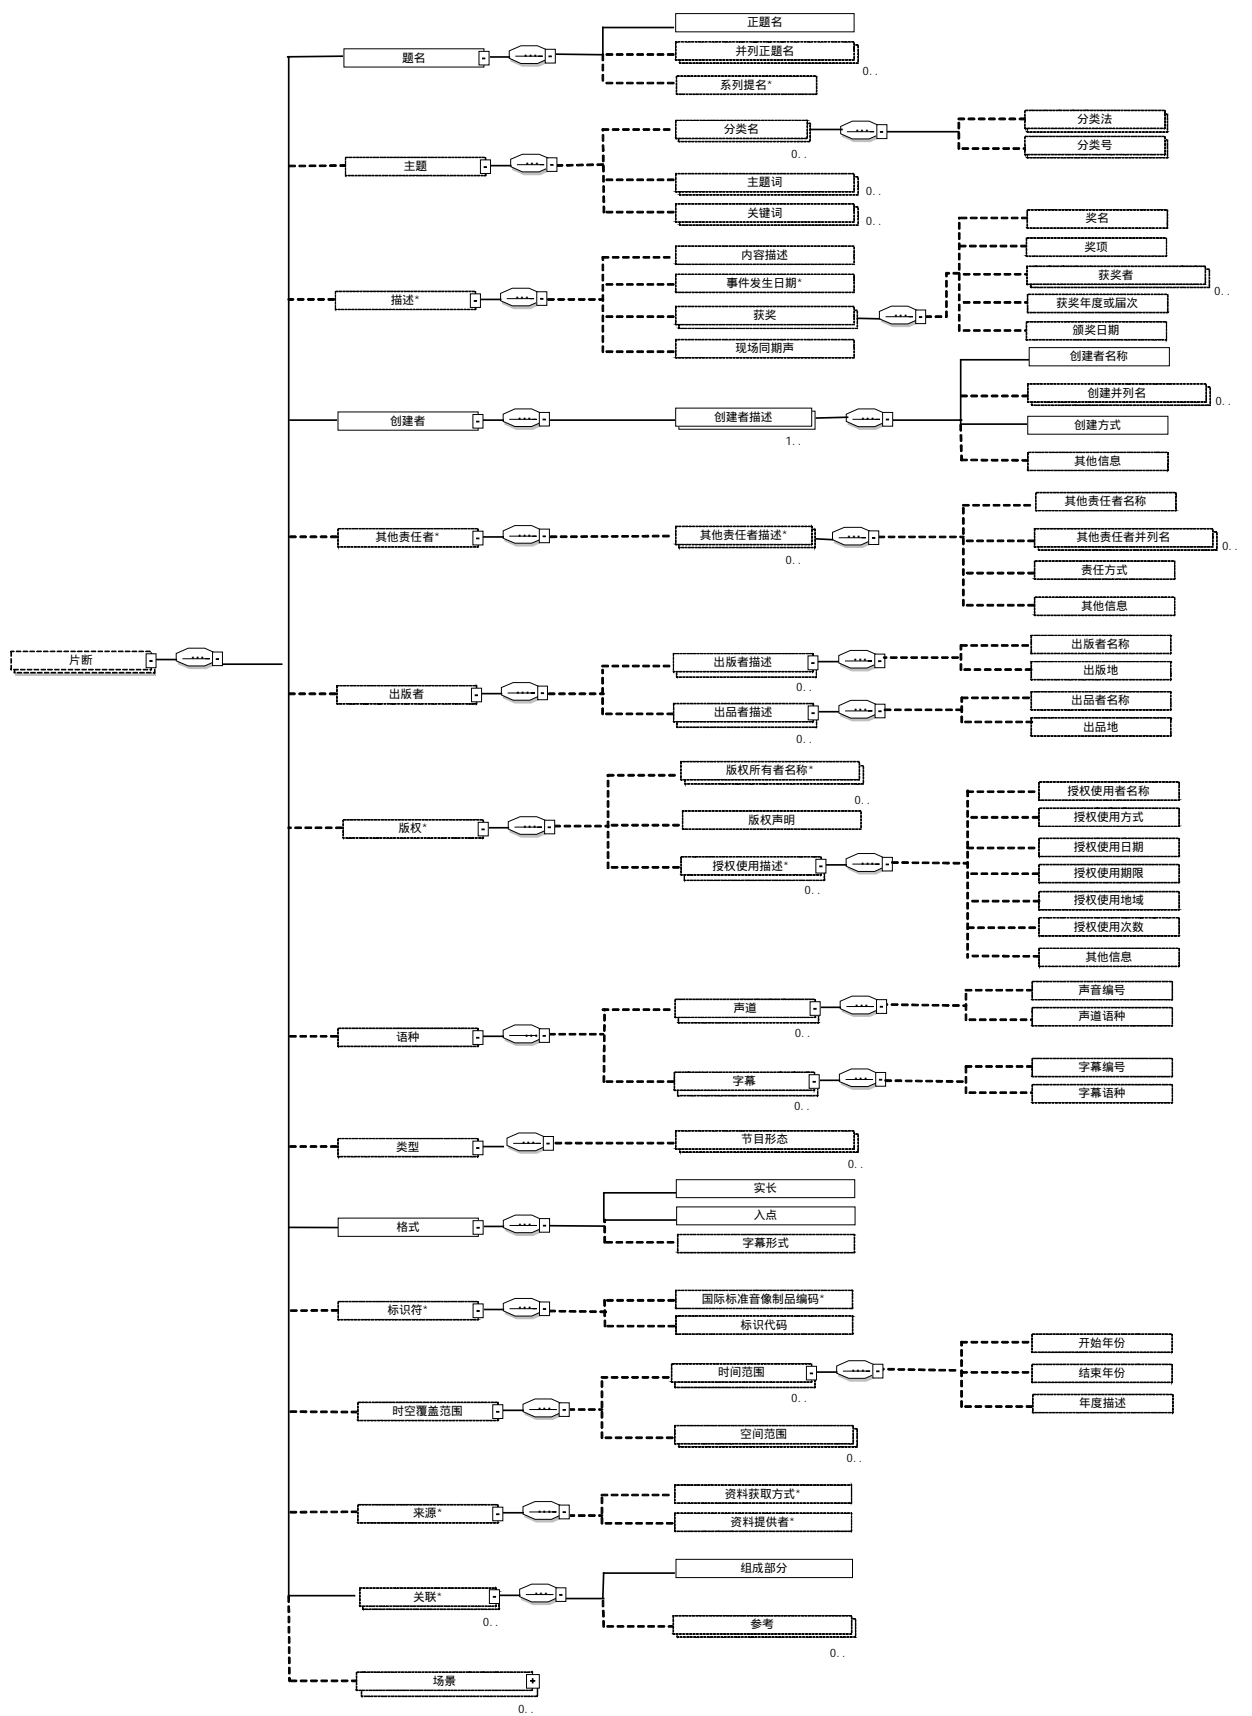 片断
题名
正题名
并列正题名
0..
系列提名*
主题
分类名
0..
分类法
分类号
主题词
0..
关键词
0..
描述*
内容描述
事件发生日期*
获奖
奖名
奖项
获奖者
0..
获奖年度或届次
颁奖日期
现场同期声
创建者
创建者描述
1..
创建者名称
创建并列名
0..
创建方式
其他信息
其他责任者*
其他责任者描述*
0..
其他责任者名称
其他责任者并列名
0..
责任方式
其他信息
出版者
出版者描述
0..
出版者名称
出版地
出品者描述
0..
出品者名称
出品地
版权*
版权所有者名称*
0..
版权声明
授权使用描述*
0..
授权使用者名称
授权使用方式
授权使用日期
授权使用期限
授权使用地域
授权使用次数
其他信息
语种
声道
0..
声音编号
声道语种
字幕
0..
字幕编号
字幕语种
类型
节目形态
0..
格式
实长
入点
字幕形式
标识符*
国际标准音像制品编码*
标识代码
时空覆盖范围
时间范围
0..
开始年份
结束年份
年度描述
空间范围
0..
来源*
资料获取方式*
资料提供者*
关联*
0..
组成部分
参考
0..
场景
0..